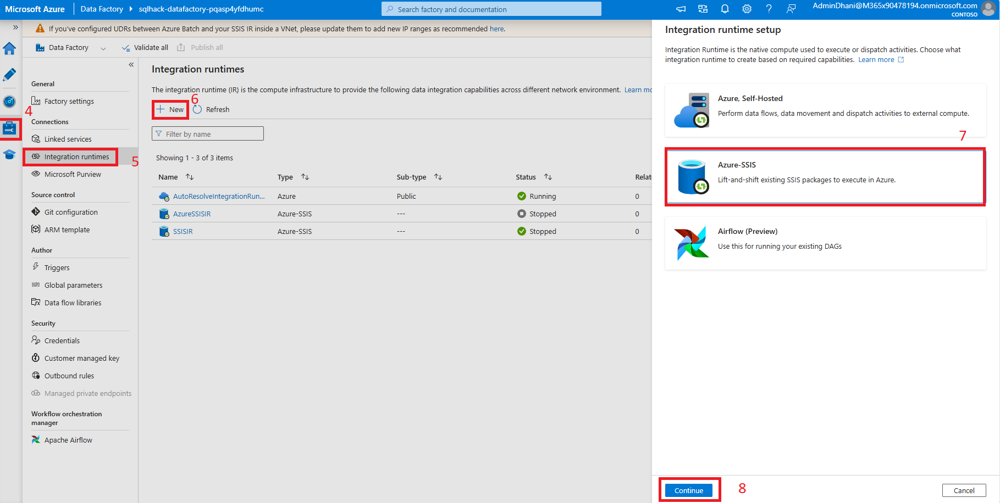 Microsoft Azure
Data Factory
sqlhack-datafactory-pqasp4yfdhumc
Search factory and documentation
AdminDhani@M365x90478194.onmicrosoft.com
CONTOSO
If you've configured UDRs between Azure Batch and your SSIS IR inside a VNet, please update them to add new IP ranges as recommended here.
Data Factory
Validate all
Publish all
General
Factory settings
4
Connections
Linked services
Integration runtimes
5
Microsoft Purview
Source control
Git configuration
ARM template
Author
Triggers
Global parameters
Data flow libraries
Security
Credentials
Customer managed key
Outbound rules
Managed private endpoints
Workflow orchestration
manager
Apache Airflow
Integration runtimes
The integration runtime (IR) is the compute infrastructure to provide the following data integration capabilities across different network environment. Learn mo
6
New
Refresh
Filter by name
Showing 1 - 3 of 3 items
Name Type Sub-type Status Relat
AutoResolveIntegrationRun... Azure Public Running 0
AzureSSISIR Azure-SSIS --- Stopped 0
SSISIR Azure-SSIS --- Stopped 0
Integration runtime setup
Integration Runtime is the native compute used to execute or dispatch activities. Choose what
integration runtime to create based on required capabilities. Learn more
Azure, Self-Hosted
Perform data flows, data movement and dispatch activities to external compute.
7
Azure-SSIS
Lift-and-shift existing SSIS packages to execute in Azure.
Airflow (Preview)
Use this for running your existing DAGs
Continue
8
Cancel